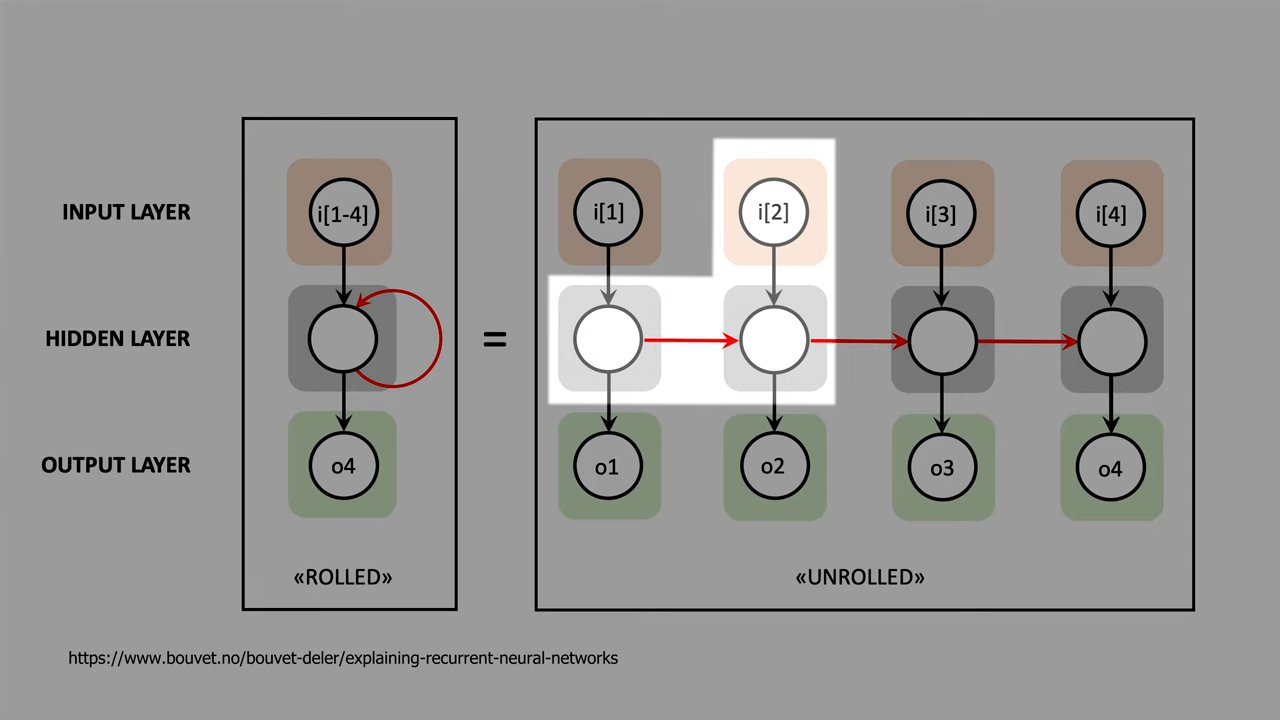 INPUT LAYER
i[1-4]
i[1]
i[2]
i[3]
i[4]
HIDDEN LAYER
=
OUTPUT LAYER
o4
o1
o2
o3
o4
«ROLLED»
«UNROLLED»
https://www.bouvet.no/bouvet-deler/explaining-recurrent-neural-networks